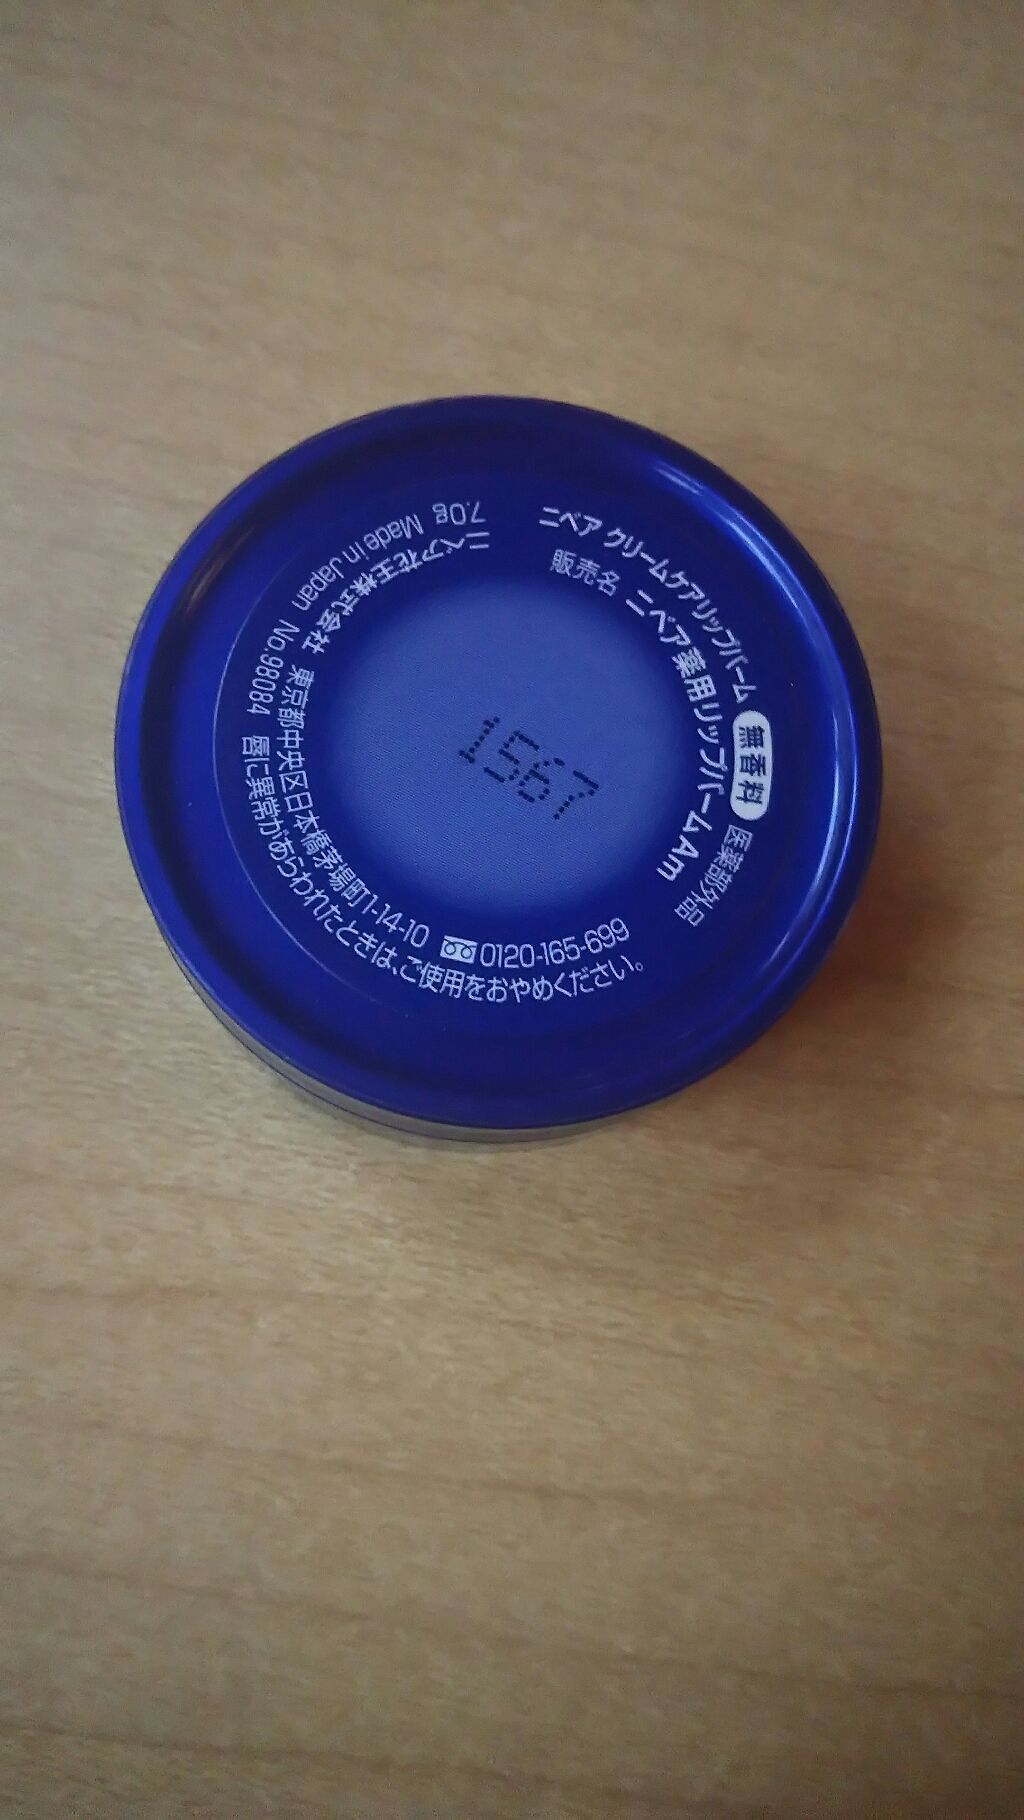 ニベア クリームケアリップバーム 無香料 医薬部外品
販売名 ニベア薬用リップバームAm
ニベア花王株式会社 東京都中央区日本橋茅場町1-14-10 0120-165-699
7.0g Made in Japan No.98084 唇に異常があらわれたときは、ご使用をおやめください。
1567